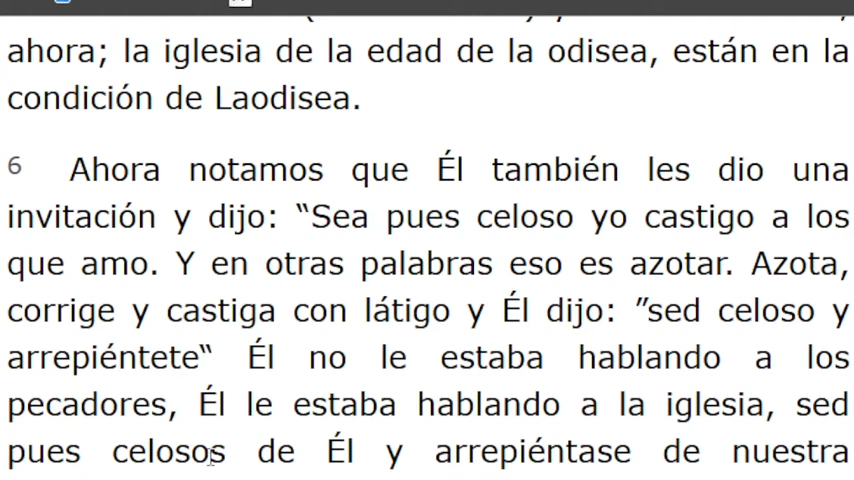 ahora; la iglesia de la edad de la odisea, están en la
condición de Laodisea.
6 Ahora notamos que Él también les dio una
invitación y dijo: “Sea pues celoso yo castigo a los
que amo. Y en otras palabras eso es azotar. Azota,
corrige y castiga con látigo y Él dijo: ”sed celoso y
arrepiéntete“ Él no le estaba hablando a los
pecadores, Él le estaba hablando a la iglesia, sed
pues celosos de Él y arrepiéntase de nuestra